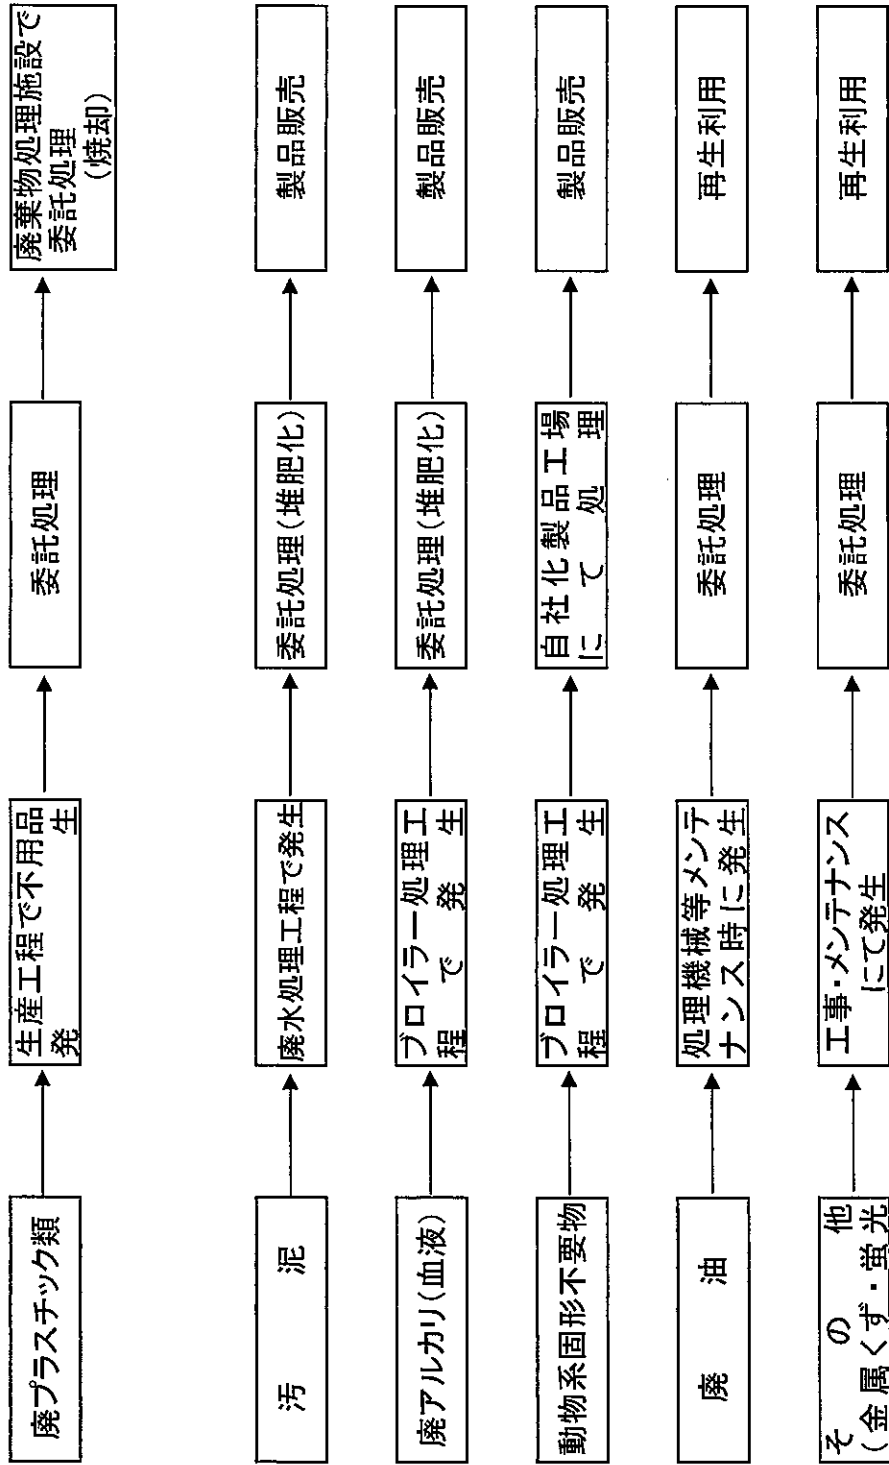 廃プラスチック類
生産工程で不用品
発生
委託処理
廃棄物処理施設で
委託処理
(焼却)
汚泥
廃水処理工程で発生
委託処理(堆肥化)
製品販売
廃アルカリ(血液)
ブロイラー処理工
程で発生
委託処理(堆肥化)
製品販売
動物系固形不要物
ブロイラー処理工
程で発生
自社化製品工場
にて処理
製品販売
廃油
処理機械等メンテ
ナンス時に発生
委託処理
再生利用
その他
(金属くず・蛍光
工事・メンテナンス
にて発生
委託処理
再生利用